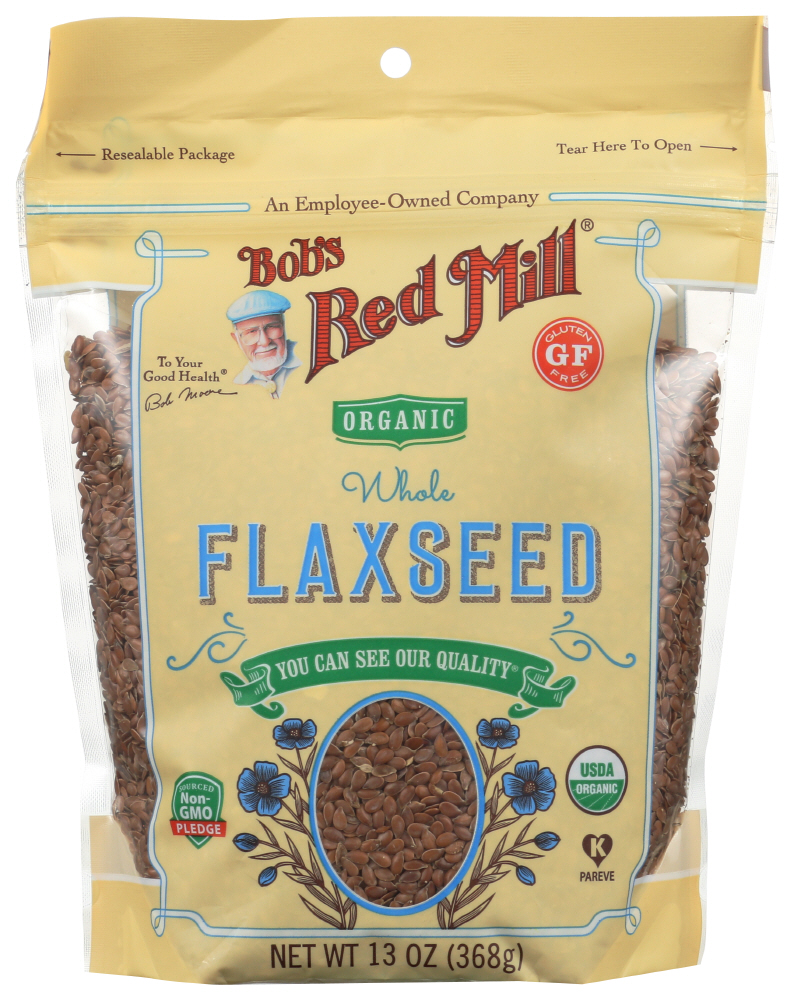 Resealable Package
Tear Here To Open
An Employee-Owned Company
Bob's
Red Mill®
To Your
Good Health®
Bob Moore
GLUTEN
GF
FREE
ORGANIC
Whole
FLAXSEED
YOU CAN SEE OUR QUALITY®
SOURCED
Non-
GMO
PLEDGE
USDA
ORGANIC
K
PAREVE
NET WT 13 OZ (368g)